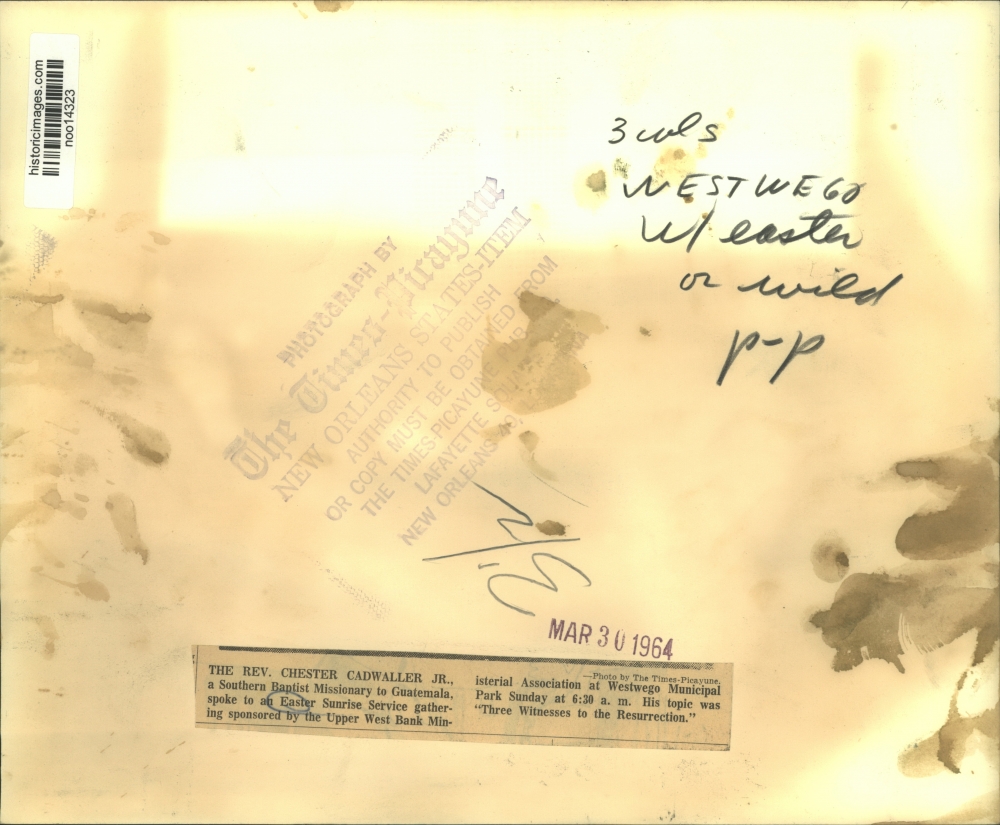 historicimages.com
noo14323
3 cols
WESTWEGO
w/ easter
or wild
p-p
PHOTOGRAPH BY
The Times-Picayune
NEW ORLEANS STATES-ITEM
AUTHORITY TO PUBLISH
OR COPY MUST BE OBTAINED FROM
THE TIMES-PICAYUNE
LAFAYETTE
NEW ORLEANS
MAR 30 1964
—Photo by The Times-Picayune.
THE REV. CHESTER CADWALLER JR.,
a Southern Baptist Missionary to Guatemala,
spoke to an Easter Sunrise Service gather-
ing sponsored by the Upper West Bank Min-
isterial Association at Westwego Municipal
Park Sunday at 6:30 a. m. His topic was
“Three Witnesses to the Resurrection.”